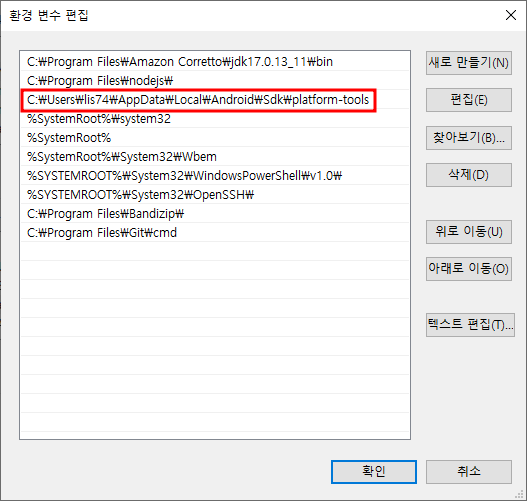 환경 변수 편집
C:₩Program Files₩Amazon Corretto₩jdk17.0.13_11₩bin
C:₩Program Files₩nodejs₩
C:₩Users₩lis74₩AppData₩Local₩Android₩Sdk₩platform-tools
%SystemRoot%₩system32
%SystemRoot%
%SystemRoot%₩System32₩Wbem
%SYSTEMROOT%₩System32₩WindowsPowerShell₩v1.0₩
%SYSTEMROOT%₩System32₩OpenSSH₩
C:₩Program Files₩Bandizip₩
C:₩Program Files₩Git₩cmd
새로 만들기(N)
편집(E)
찾아보기(B)...
삭제(D)
위로 이동(U)
아래로 이동(O)
텍스트 편집(T)...
확인
취소